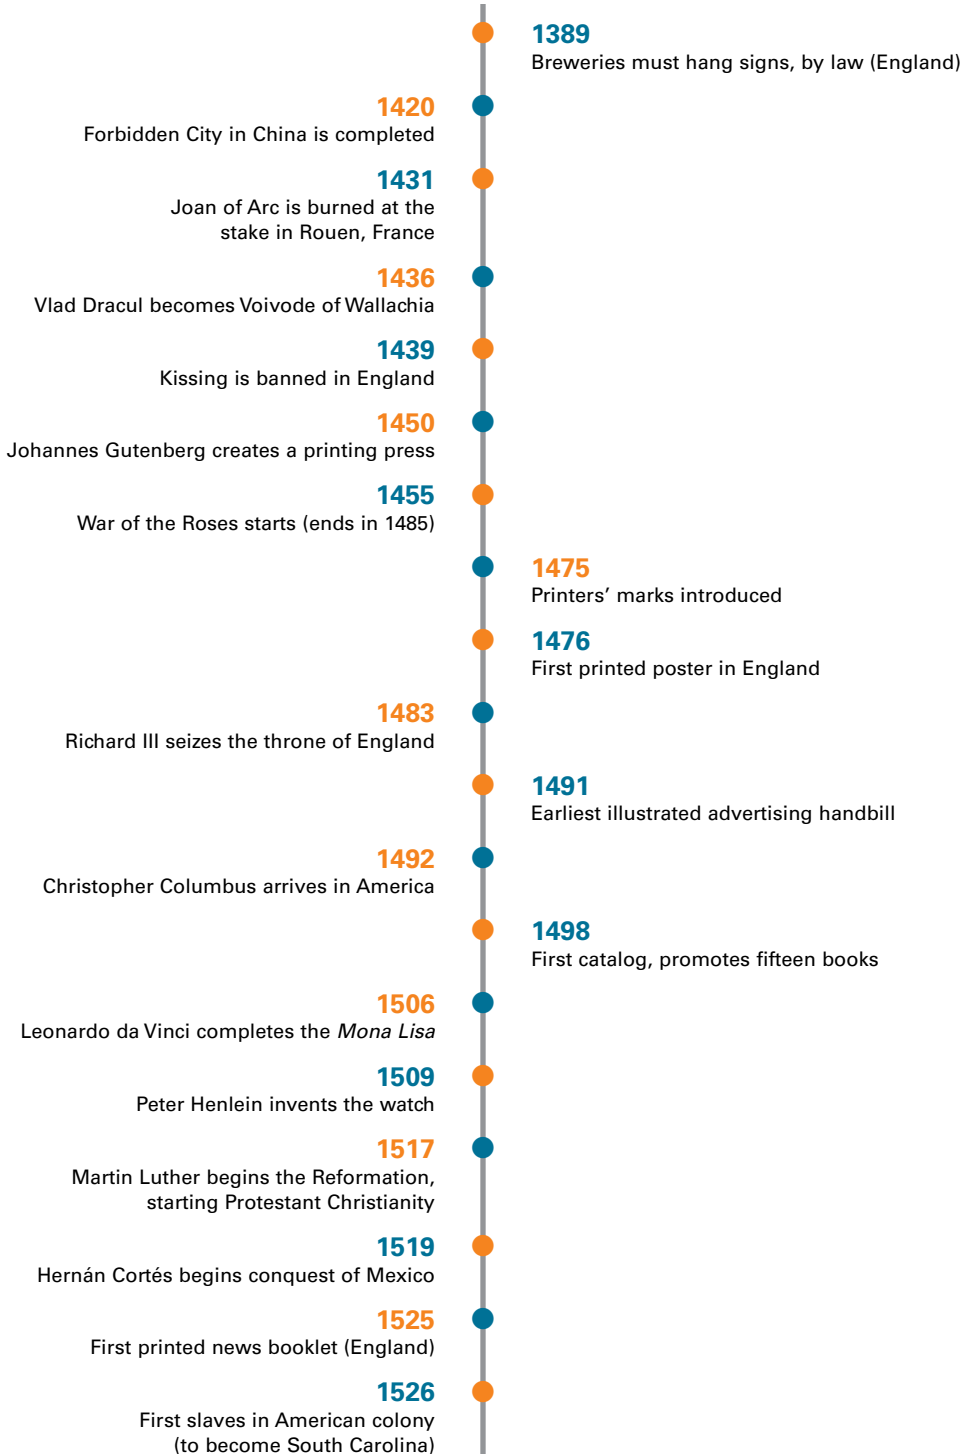 1389
Breweries must hang signs, by law (England)
1420
Forbidden City in China is completed
1431
Joan of Arc is burned at the
stake in Rouen, France
1436
Vlad Dracul becomes Voivode of Wallachia
1439
Kissing is banned in England
1450
Johannes Gutenberg creates a printing press
1455
War of the Roses starts (ends in 1485)
1475
Printers’ marks introduced
1476
First printed poster in England
1483
Richard III seizes the throne of England
1491
Earliest illustrated advertising handbill
1492
Christopher Columbus arrives in America
1498
First catalog, promotes fifteen books
1506
Leonardo da Vinci completes the Mona Lisa
1509
Peter Henlein invents the watch
1517
Martin Luther begins the Reformation,
starting Protestant Christianity
1519
Hernán Cortés begins conquest of Mexico
1525
First printed news booklet (England)
1526
First slaves in American colony
(to become South Carolina)